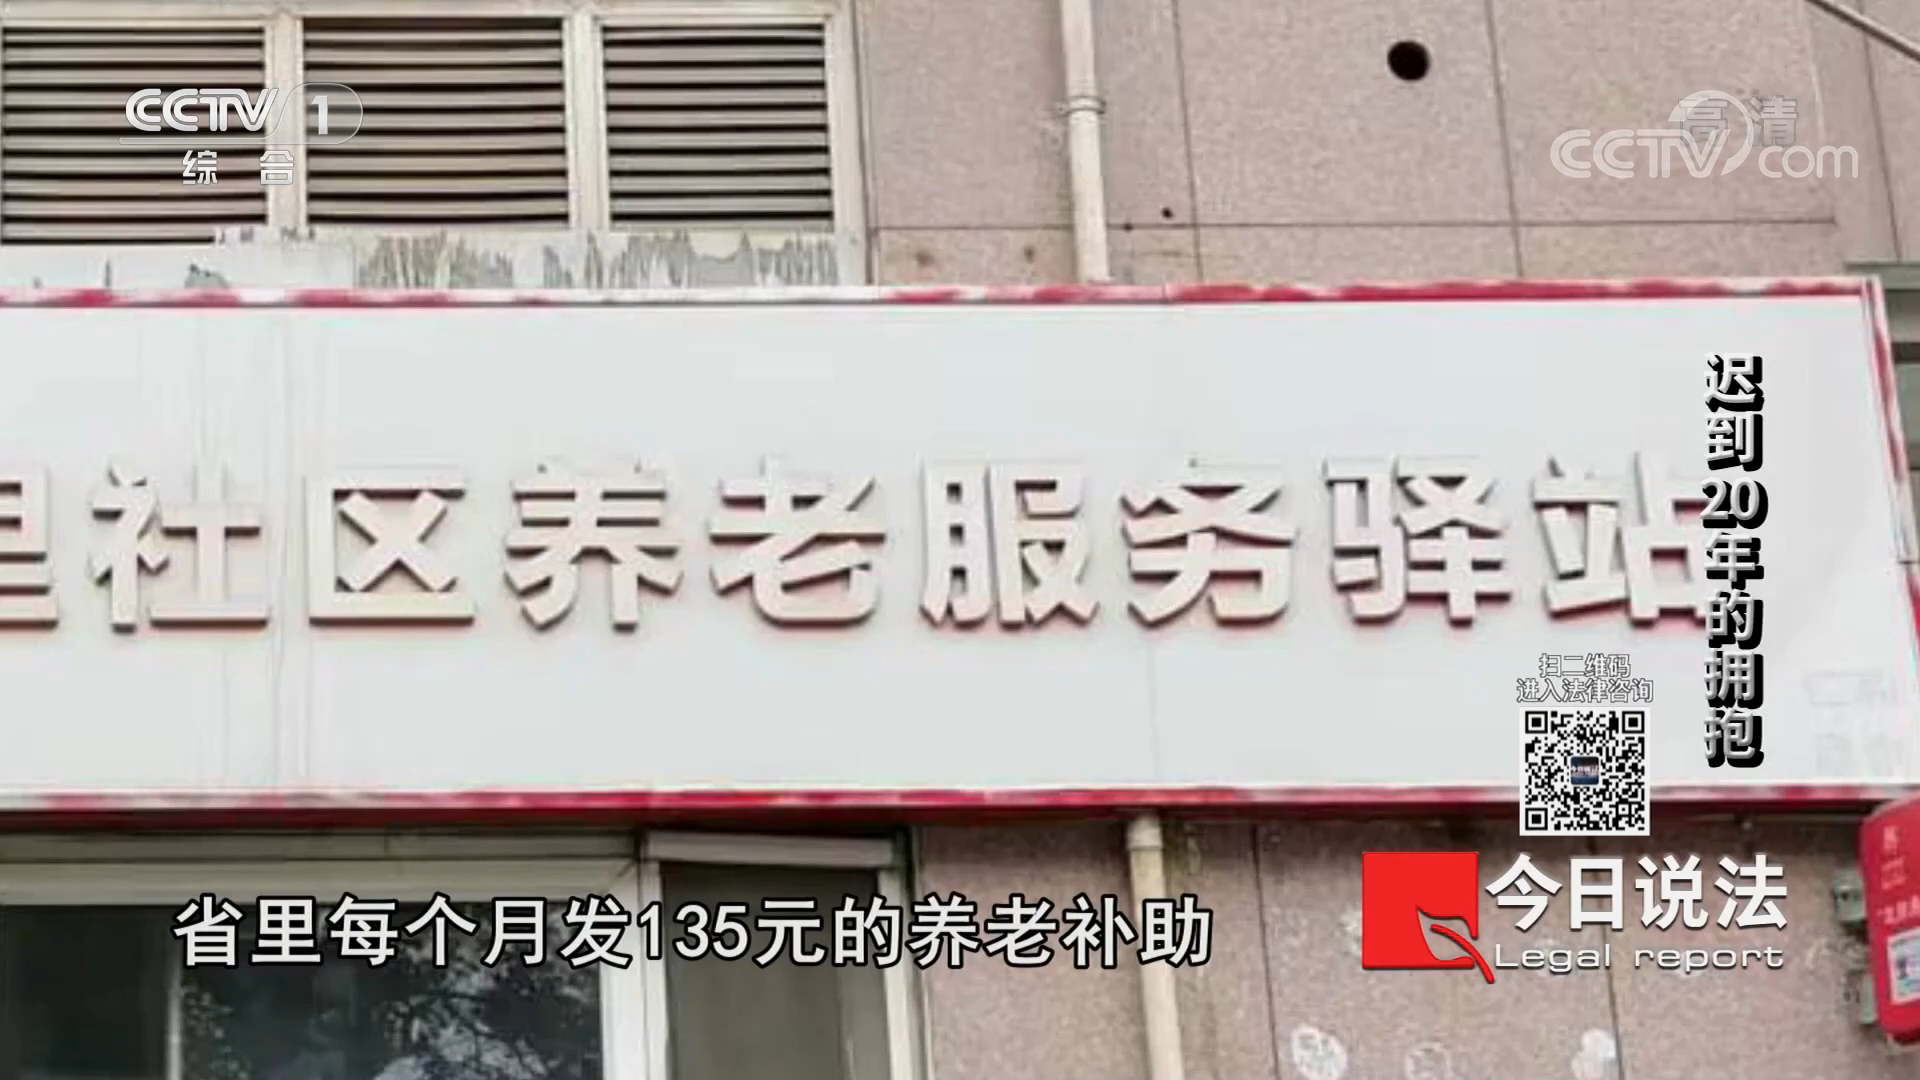 CCTV 1
综合
高清
CCTV.com
里社区养老服务驿站
迟到20年的拥抱
扫二维码
进入法律咨询
省里每个月发135元的养老补助
今日说法
Legal report